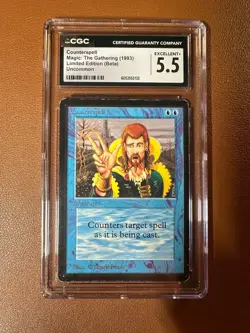 CGC
CERTIFIED GUARANTY COMPANY
Counterspell
Magic: The Gathering (1993)
Limited Edition (Beta)
Uncommon
EXCELLENT+
5.5
Counterspell
Counters target spell
as it is being cast.